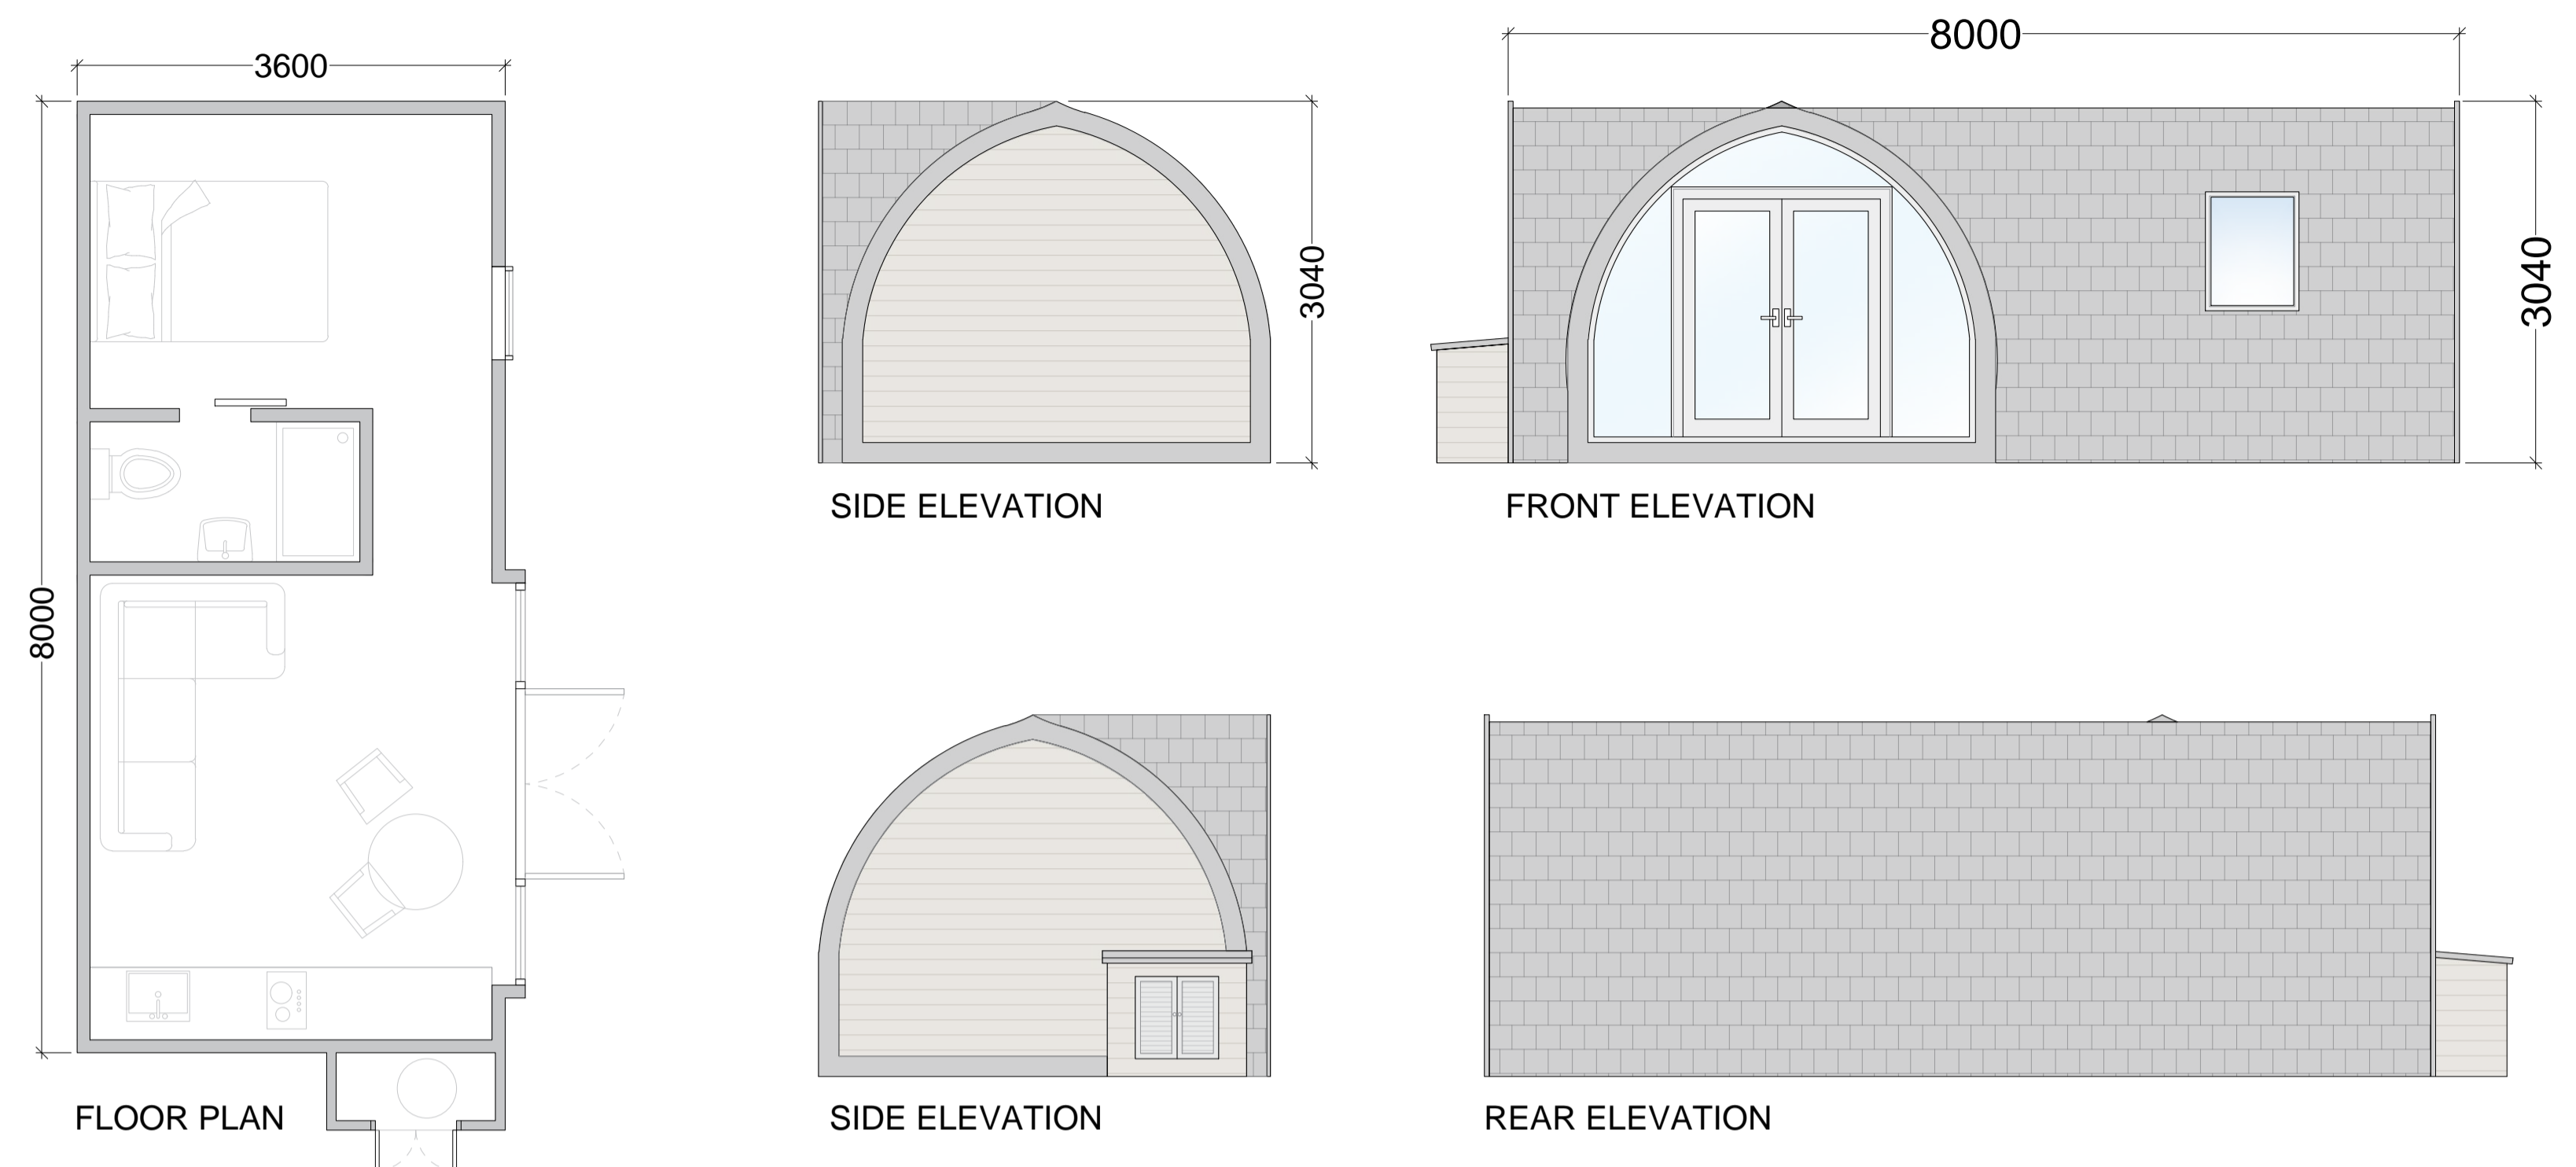 3600
8000
FLOOR PLAN
3040
SIDE ELEVATION
8000
3040
FRONT ELEVATION
SIDE ELEVATION
REAR ELEVATION